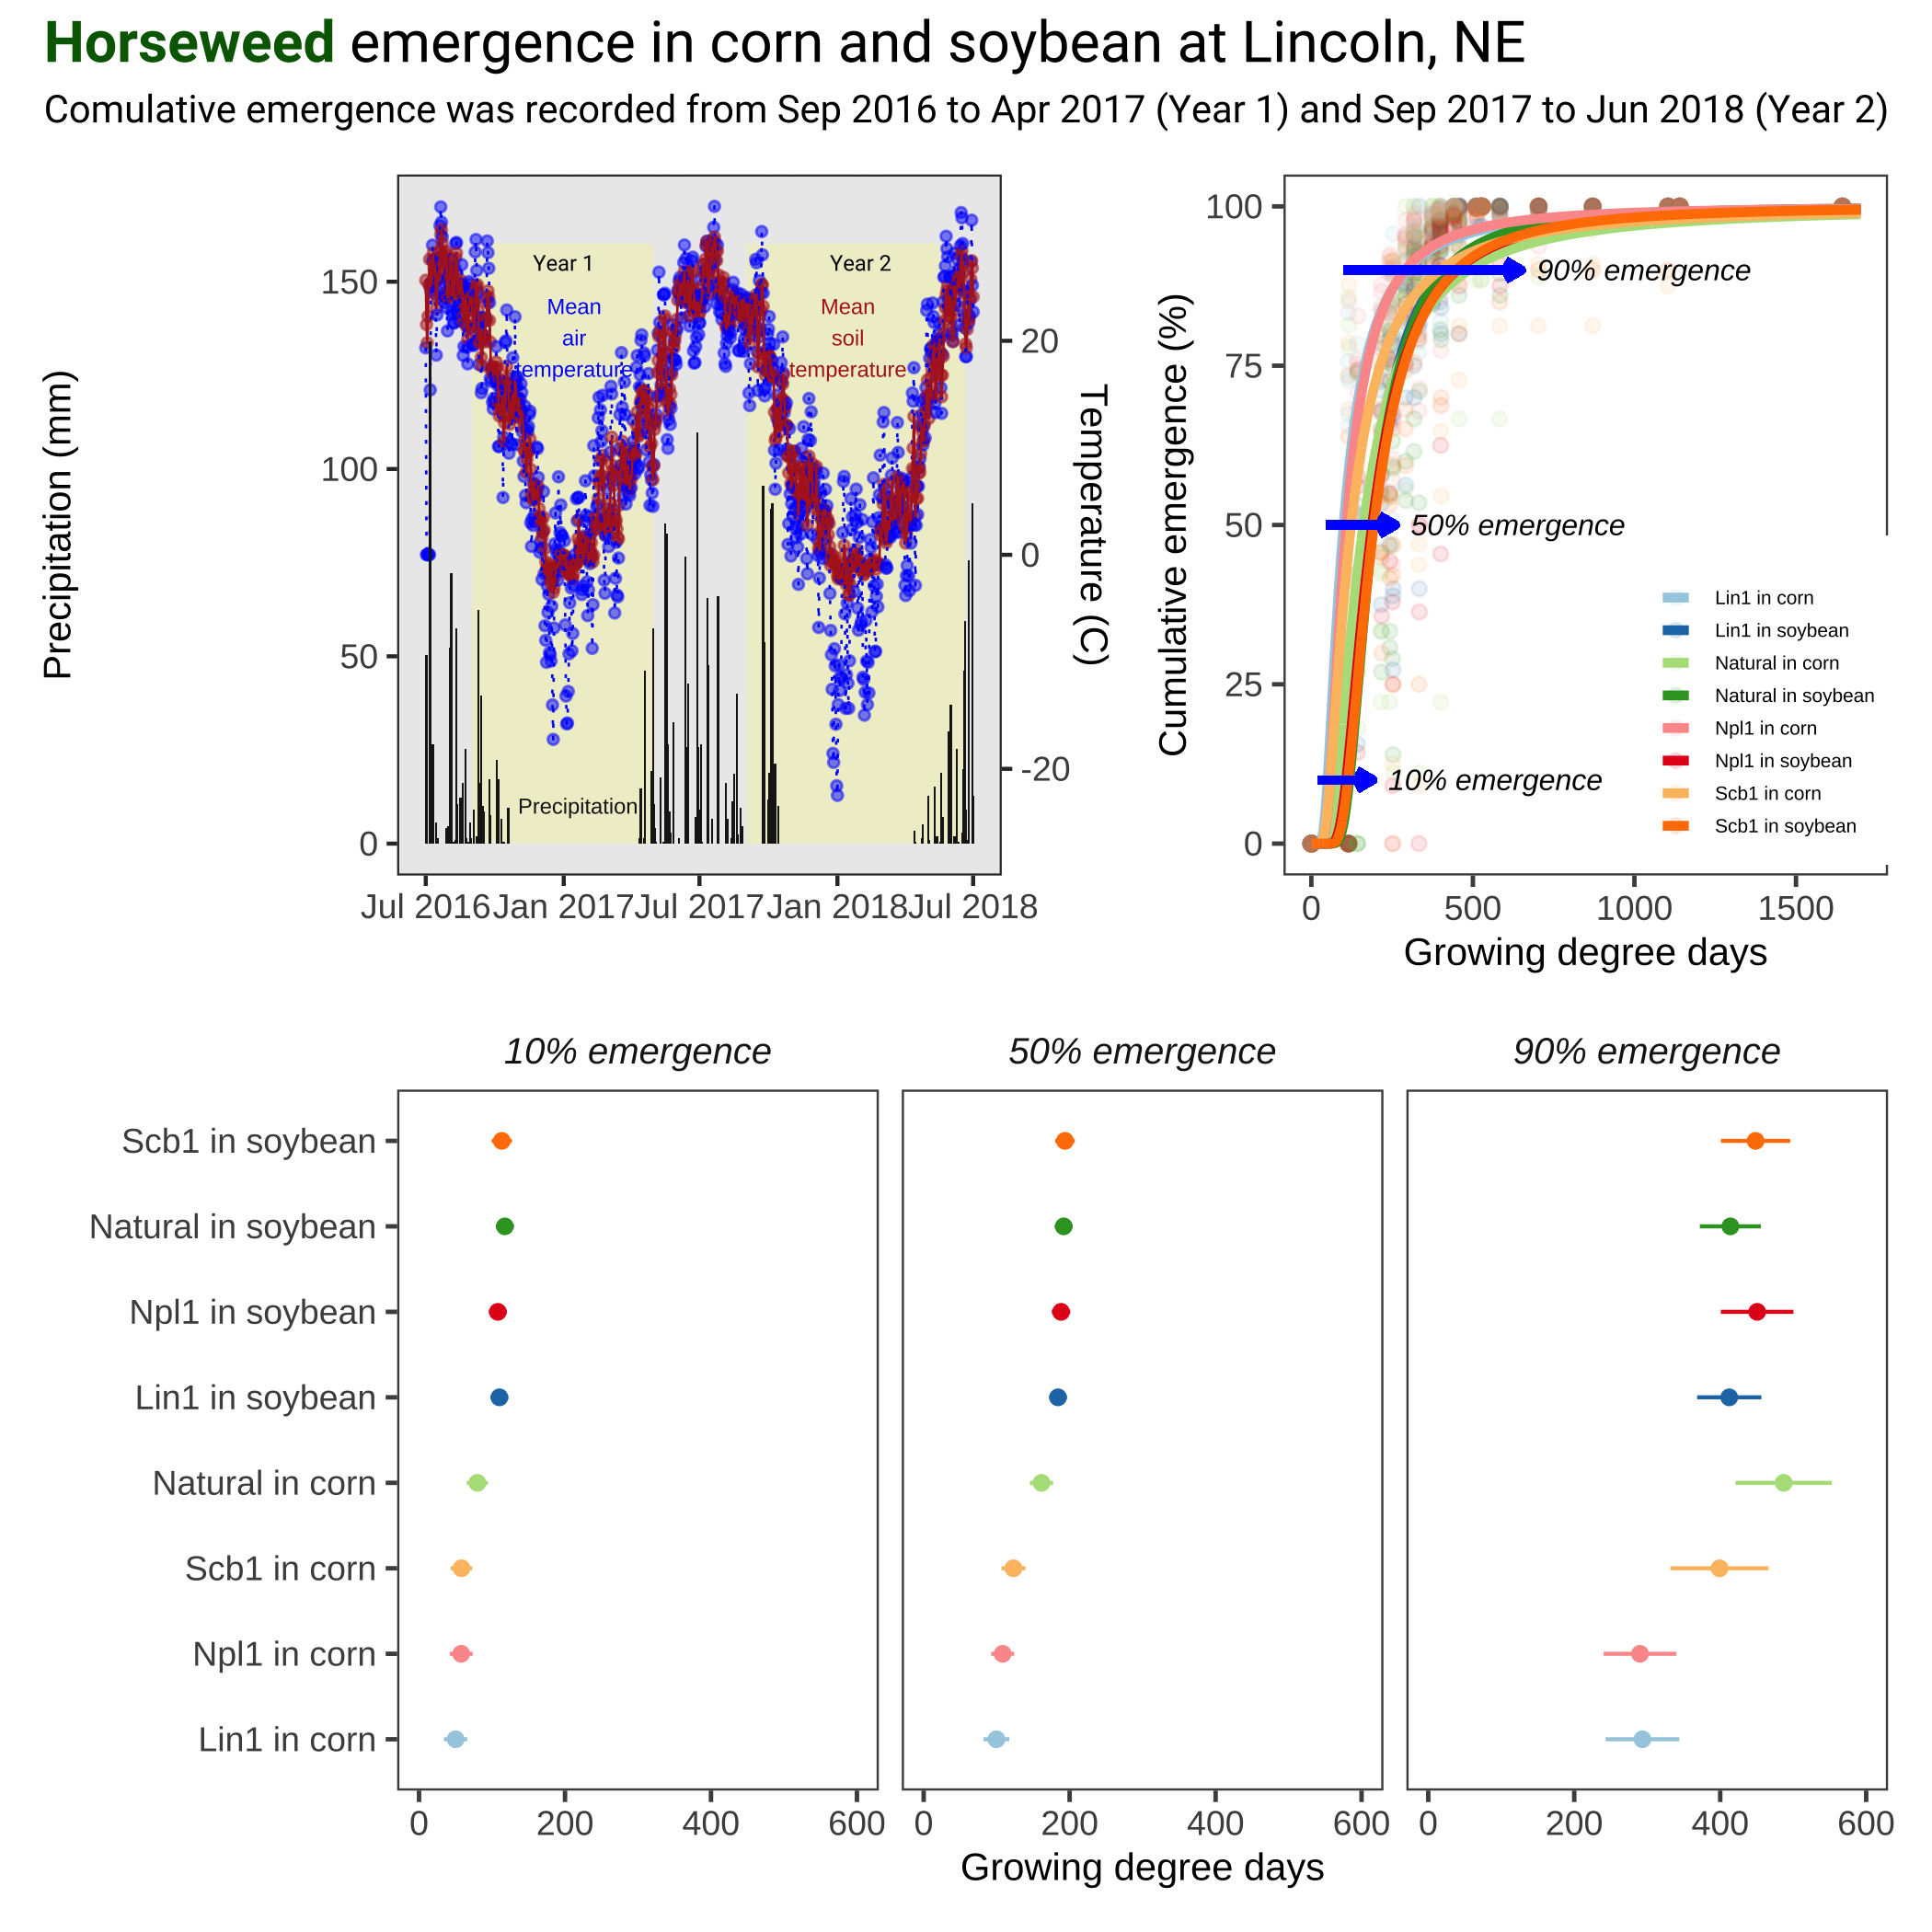 Horseweed emergence in corn and soybean at Lincoln, NE
Comulative emergence was recorded from Sep 2016 to Apr 2017 (Year 1) and Sep 2017 to Jun 2018 (Year 2)
Precipitation (mm)
150
100
50
0
Year 1
Mean
air
temperature
Year 2
Mean
soil
temperature
Precipitation
20
0
-20
Temperature (C)
Jul 2016
Jan 2017
Jul 2017
Jan 2018
Jul 2018
Cumulative emergence (%)
100
75
50
25
0
90% emergence
50% emergence
10% emergence
Lin1 in corn
Lin1 in soybean
Natural in corn
Natural in soybean
Npl1 in corn
Npl1 in soybean
Scb1 in corn
Scb1 in soybean
0
500
1000
1500
Growing degree days
10% emergence
50% emergence
90% emergence
Scb1 in soybean
Natural in soybean
Npl1 in soybean
Lin1 in soybean
Natural in corn
Scb1 in corn
Npl1 in corn
Lin1 in corn
0
200
400
600
0
200
400
600
0
200
400
600
Growing degree days